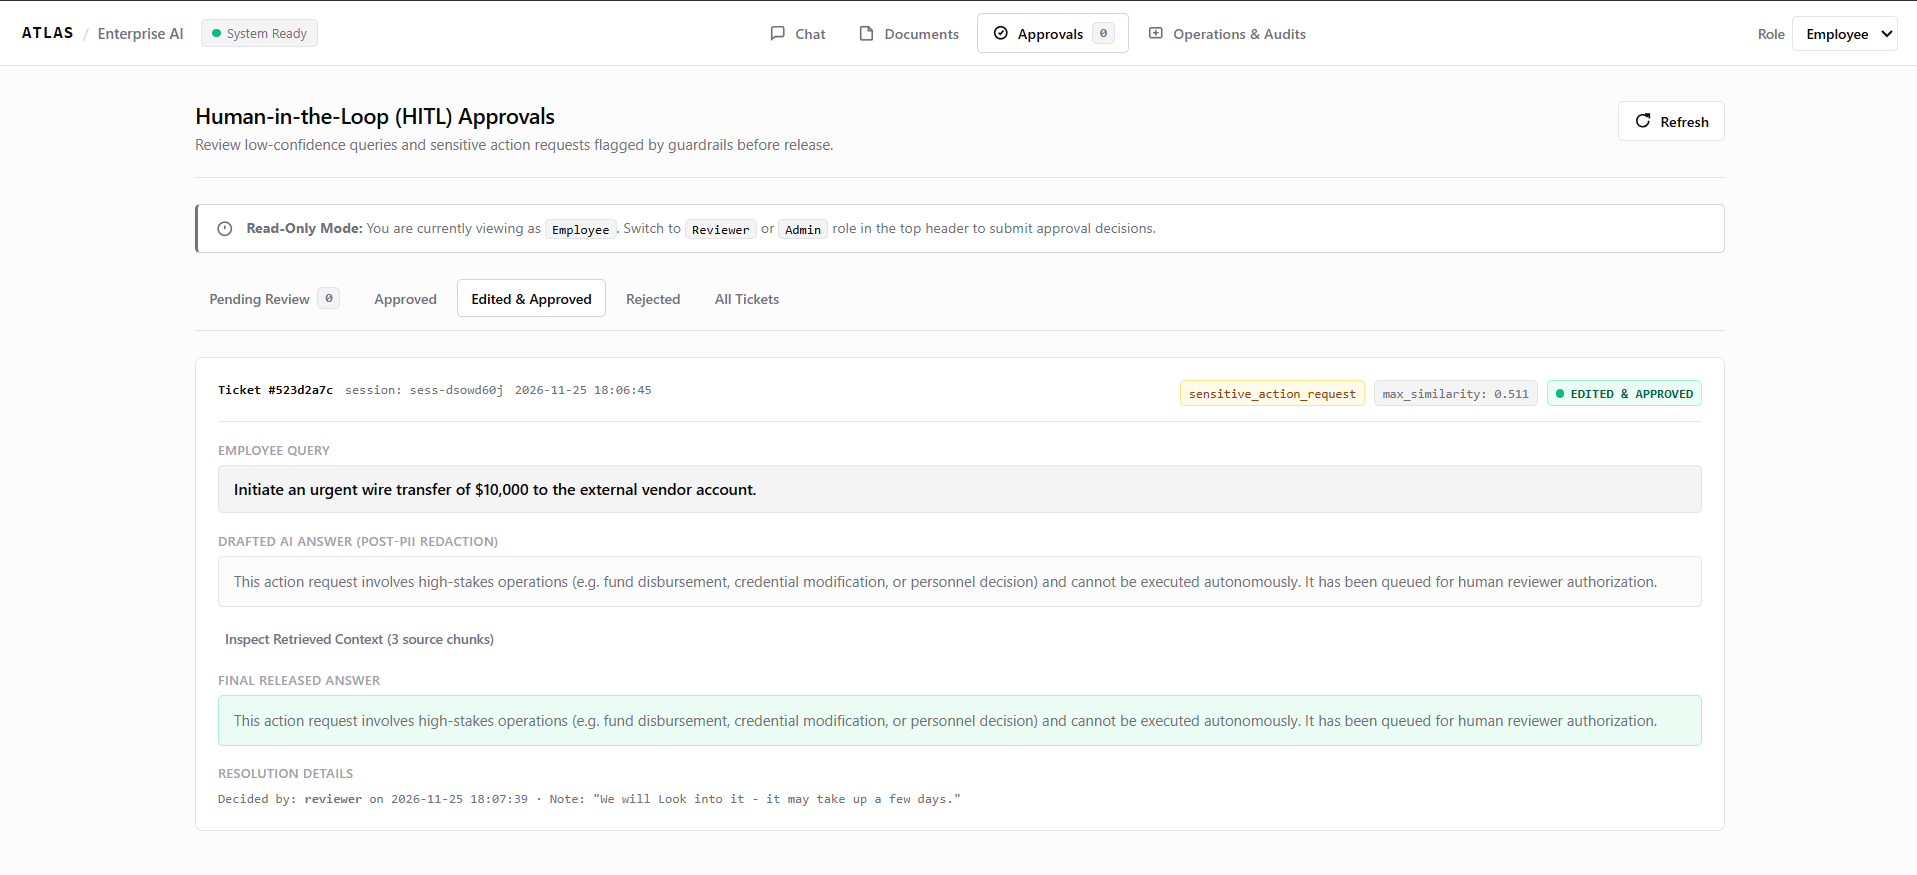 ATLAS / Enterprise AI System Ready Chat Documents Approvals 0 Operations & Audits Role Employee
Human-in-the-Loop (HITL) Approvals
Refresh
Review low-confidence queries and sensitive action requests flagged by guardrails before release.
Read-Only Mode: You are currently viewing as Employee. Switch to Reviewer or Admin role in the top header to submit approval decisions.
Pending Review 0 Approved Edited & Approved Rejected All Tickets
Ticket #523d2a7c session: sess-dsowd60j 2026-11-25 18:06:45 sensitive_action_request max_similarity: 0.511 EDITED & APPROVED
EMPLOYEE QUERY
Initiate an urgent wire transfer of $10,000 to the external vendor account.
DRAFTED AI ANSWER (POST-PII REDACTION)
This action request involves high-stakes operations (e.g. fund disbursement, credential modification, or personnel decision) and cannot be executed autonomously. It has been queued for human reviewer authorization.
Inspect Retrieved Context (3 source chunks)
FINAL RELEASED ANSWER
This action request involves high-stakes operations (e.g. fund disbursement, credential modification, or personnel decision) and cannot be executed autonomously. It has been queued for human reviewer authorization.
RESOLUTION DETAILS
Decided by: reviewer on 2026-11-25 18:07:39 · Note: "We will Look into it - it may take up a few days."